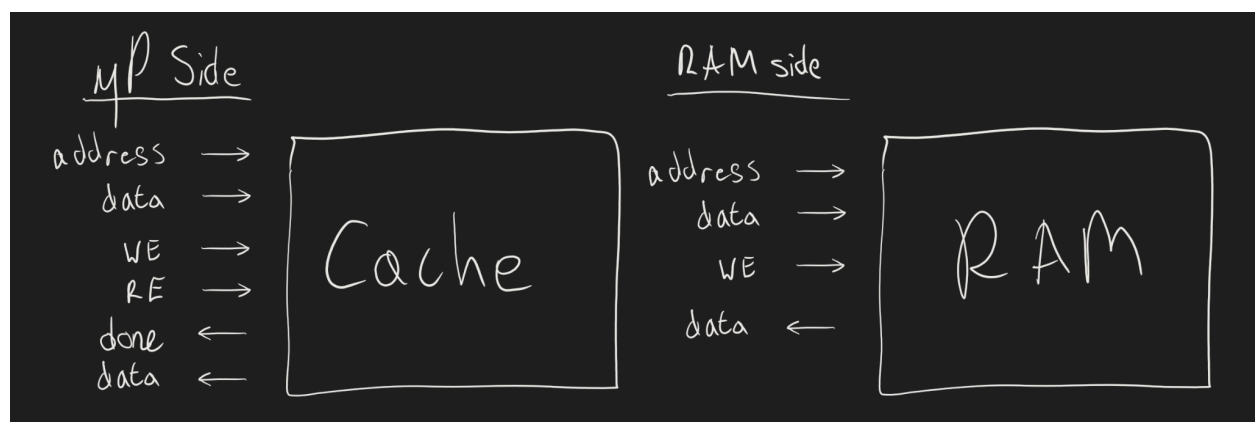 μP Side
address →
data →
WE →
RE →
done ←
data ←
Cache
RAM side
address →
data →
WE →
data ←
RAM